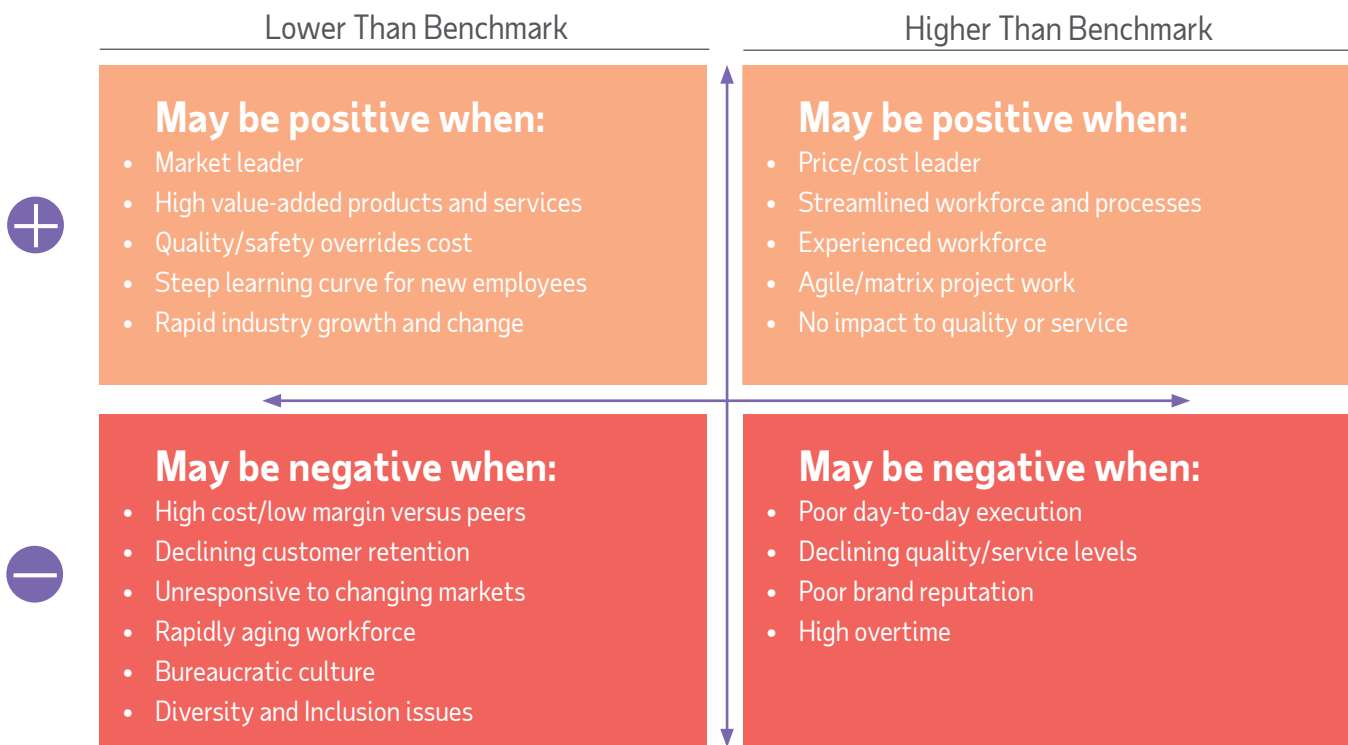 Lower Than Benchmark
Higher Than Benchmark
May be positive when:
• Market leader
• High value-added products and services
• Quality/safety overrides cost
• Steep learning curve for new employees
• Rapid industry growth and change
May be positive when:
• Price/cost leader
• Streamlined workforce and processes
• Experienced workforce
• Agile/matrix project work
• No impact to quality or service
May be negative when:
• High cost/low margin versus peers
• Declining customer retention
• Unresponsive to changing markets
• Rapidly aging workforce
• Bureaucratic culture
• Diversity and Inclusion issues
May be negative when:
• Poor day-to-day execution
• Declining quality/service levels
• Poor brand reputation
• High overtime